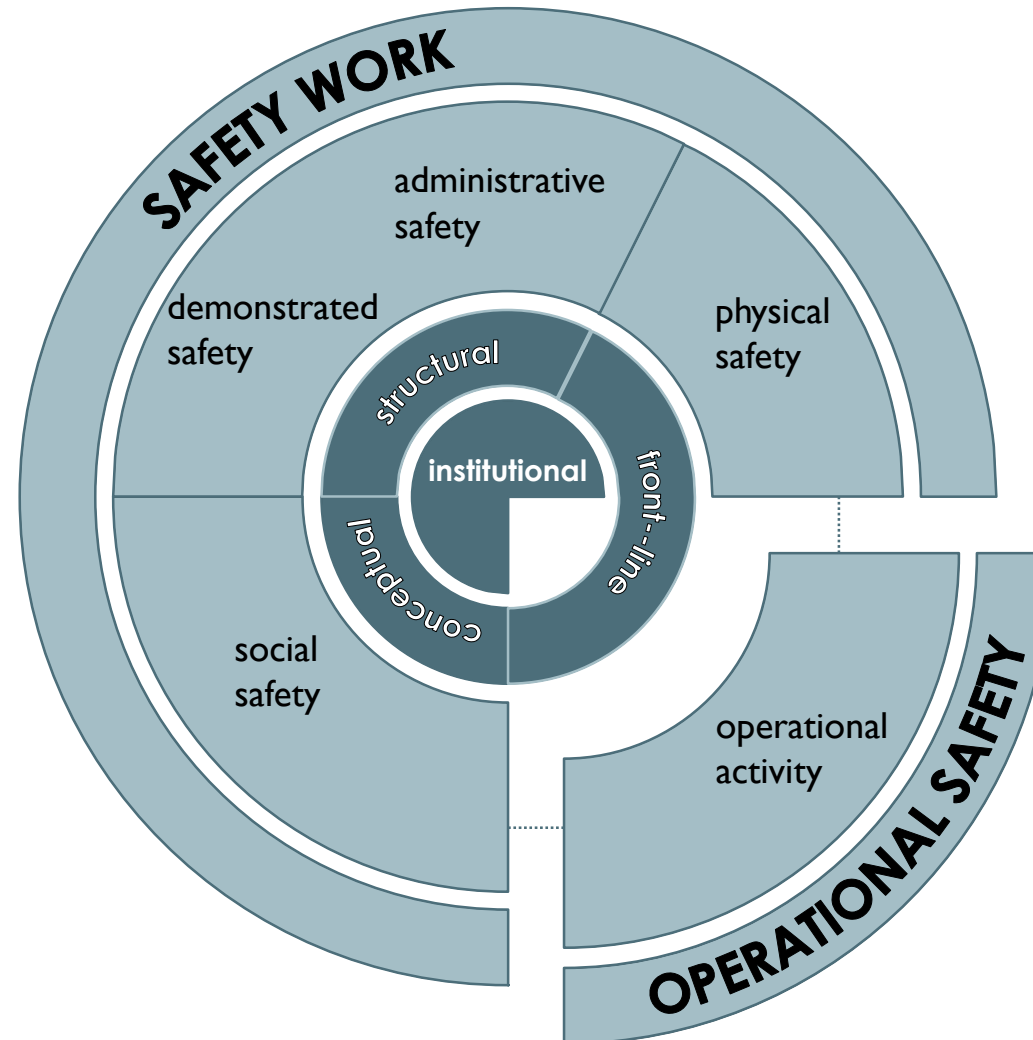 SAFETY WORK
administrative
safety
demonstrated
safety
physical
safety
structural
institutional
front--line
conceptual
social
safety
operational
activity
OPERATIONAL SAFETY